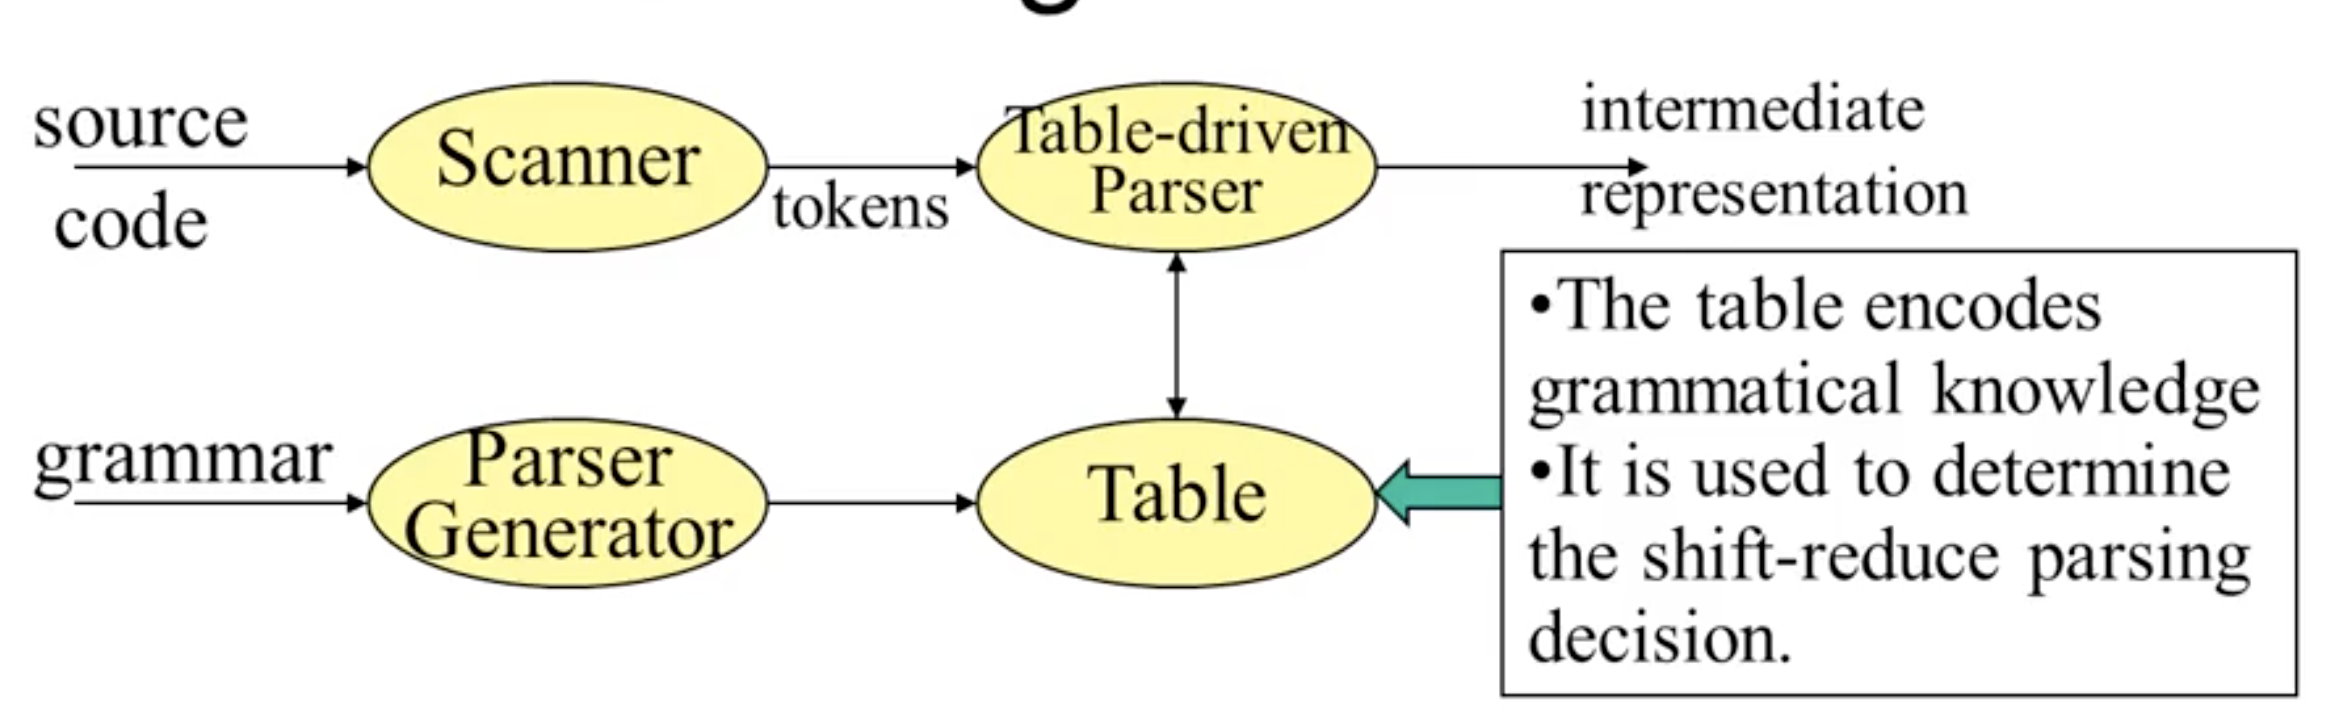 source
code
Scanner
tokens
Table-driven
Parser
intermediate
representation
grammar
Parser
Generator
Table
•The table encodes
grammatical knowledge
•It is used to determine
the shift-reduce parsing
decision.